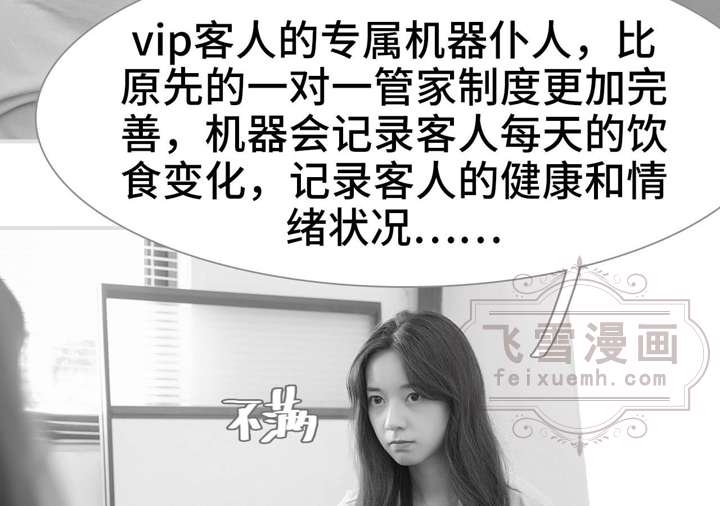 vip客人的专属机器仆人，比
原先的一对一管家制度更加完
善，机器会记录客人每天的饮
食变化，记录客人的健康和情
绪状况……
飞雪漫画
feixuemh.com
不满